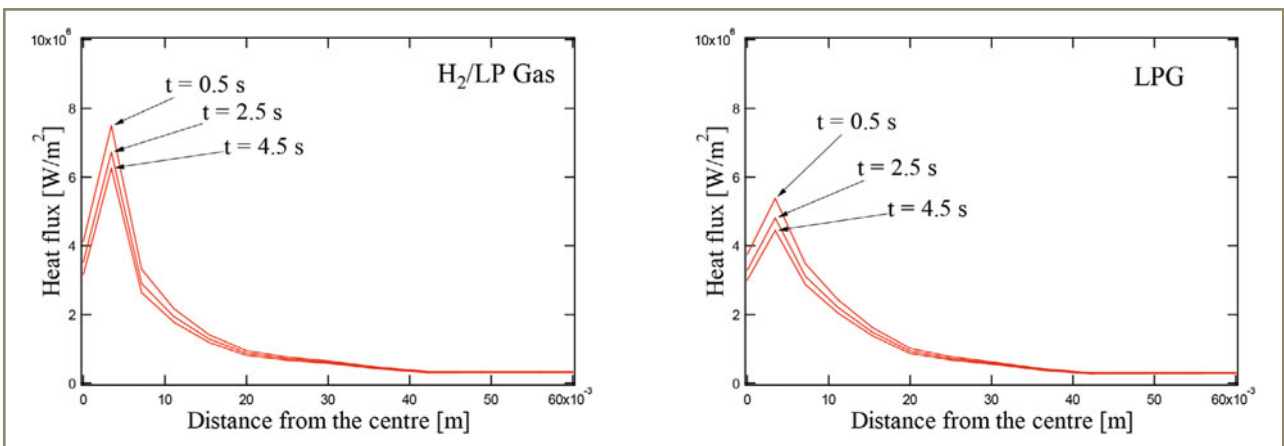 10x10⁶
8
6
4
2
0
Heat flux [W/m²]
H₂/LP Gas
t = 0.5 s
t = 2.5 s
t = 4.5 s
0
10
20
30
40
50
60x10⁻³
Distance from the centre [m]
10x10⁶
8
6
4
2
0
Heat flux [W/m²]
LPG
t = 0.5 s
t = 2.5 s
t = 4.5 s
0
10
20
30
40
50
60x10⁻³
Distance from the centre [m]